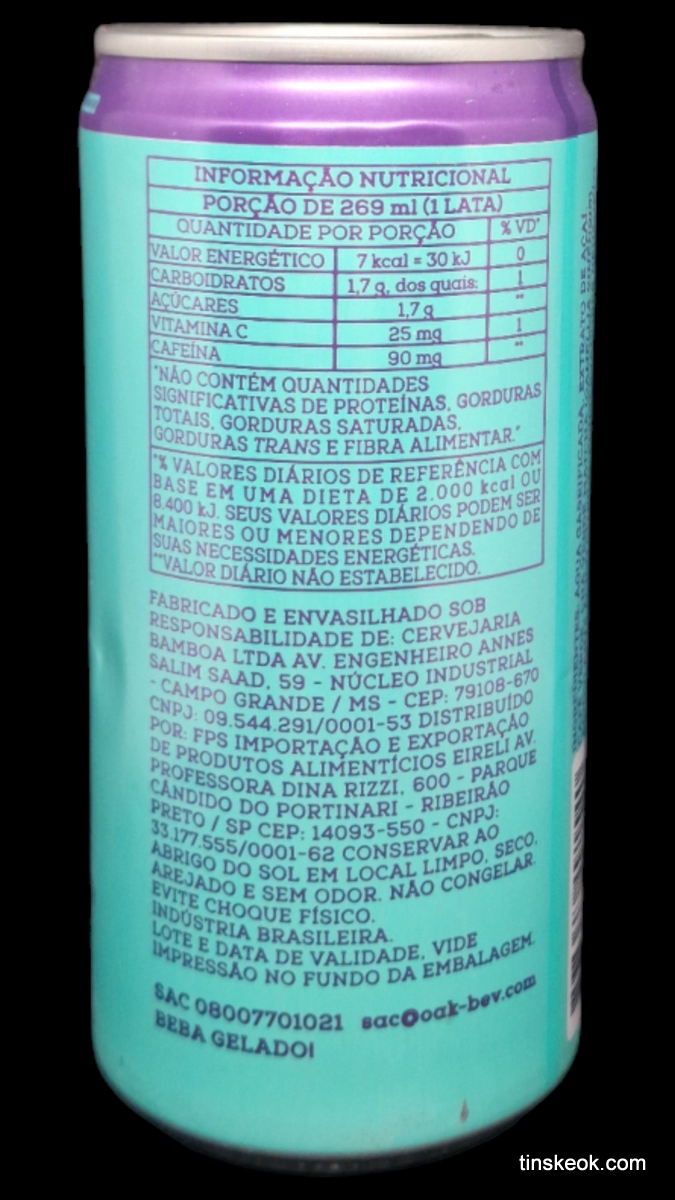 INFORMAÇÃO NUTRICIONAL
PORÇÃO DE 269 ml (1 LATA)
QUANTIDADE POR PORÇÃO % VD*
VALOR ENERGÉTICO 7 kcal = 30 kJ 0
CARBOIDRATOS 1,7 g, dos quais: 1
AÇÚCARES 1,7 g **
VITAMINA C 25 mg 1
CAFEÍNA 90 mg **
"NÃO CONTÉM QUANTIDADES
SIGNIFICATIVAS DE PROTEÍNAS, GORDURAS
TOTAIS, GORDURAS SATURADAS,
GORDURAS TRANS E FIBRA ALIMENTAR."
*% VALORES DIÁRIOS DE REFERÊNCIA COM
BASE EM UMA DIETA DE 2.000 kcal OU
8.400 kJ. SEUS VALORES DIÁRIOS PODEM SER
MAIORES OU MENORES DEPENDENDO DE
SUAS NECESSIDADES ENERGÉTICAS.
**VALOR DIÁRIO NÃO ESTABELECIDO.
FABRICADO E ENVASILHADO SOB
RESPONSABILIDADE DE: CERVEJARIA
BAMBOA LTDA AV. ENGENHEIRO ANNES
SALIM SAAD, 59 - NÚCLEO INDUSTRIAL
- CAMPO GRANDE / MS - CEP: 79108-670
CNPJ: 09.544.291/0001-53 DISTRIBUÍDO
POR: FPS IMPORTAÇÃO E EXPORTAÇÃO
DE PRODUTOS ALIMENTÍCIOS EIRELI AV.
PROFESSORA DINA RIZZI, 600 - PARQUE
CÂNDIDO DO PORTINARI - RIBEIRÃO
PRETO / SP CEP: 14093-550 - CNPJ:
33.177.555/0001-62 CONSERVAR AO
ABRIGO DO SOL EM LOCAL LIMPO, SECO,
AREJADO E SEM ODOR. NÃO CONGELAR.
EVITE CHOQUE FÍSICO.
INDÚSTRIA BRASILEIRA.
LOTE E DATA DE VALIDADE, VIDE
IMPRESSÃO NO FUNDO DA EMBALAGEM.
SAC 08007701021 sac@oak-bev.com
BEBA GELADO!
INGREDIENTES: ÁGUA GASEIFICADA, EXTRATO DE AÇAÍ,
tinskeok.com